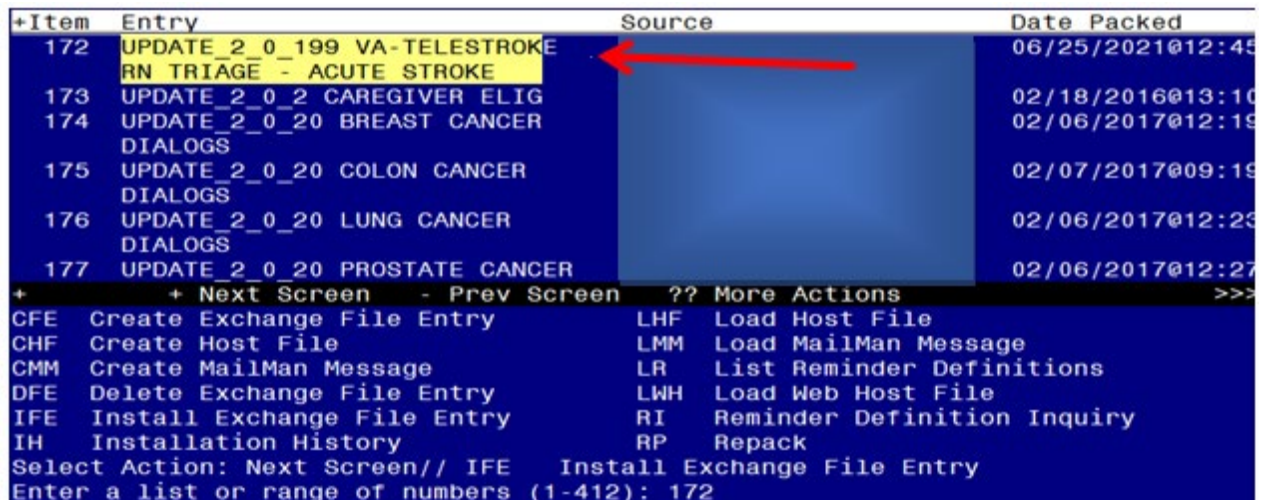 +Item Entry Source Date Packed
172 UPDATE_2_0_199 VA-TELESTROKE 06/25/2021@12:45
RN TRIAGE - ACUTE STROKE
173 UPDATE_2_0_2 CAREGIVER ELIG 02/18/2016@13:10
174 UPDATE_2_0_20 BREAST CANCER 02/06/2017@12:19
DIALOGS
175 UPDATE_2_0_20 COLON CANCER 02/07/2017@09:19
DIALOGS
176 UPDATE_2_0_20 LUNG CANCER 02/06/2017@12:23
DIALOGS
177 UPDATE_2_0_20 PROSTATE CANCER 02/06/2017@12:27
+ + Next Screen - Prev Screen ?? More Actions >>>
CFE Create Exchange File Entry LHF Load Host File
CHF Create Host File LMM Load MailMan Message
CMM Create MailMan Message LR List Reminder Definitions
DFE Delete Exchange File Entry LWH Load Web Host File
IFE Install Exchange File Entry RI Reminder Definition Inquiry
IH Installation History RP Repack
Select Action: Next Screen// IFE Install Exchange File Entry
Enter a list or range of numbers (1-412): 172